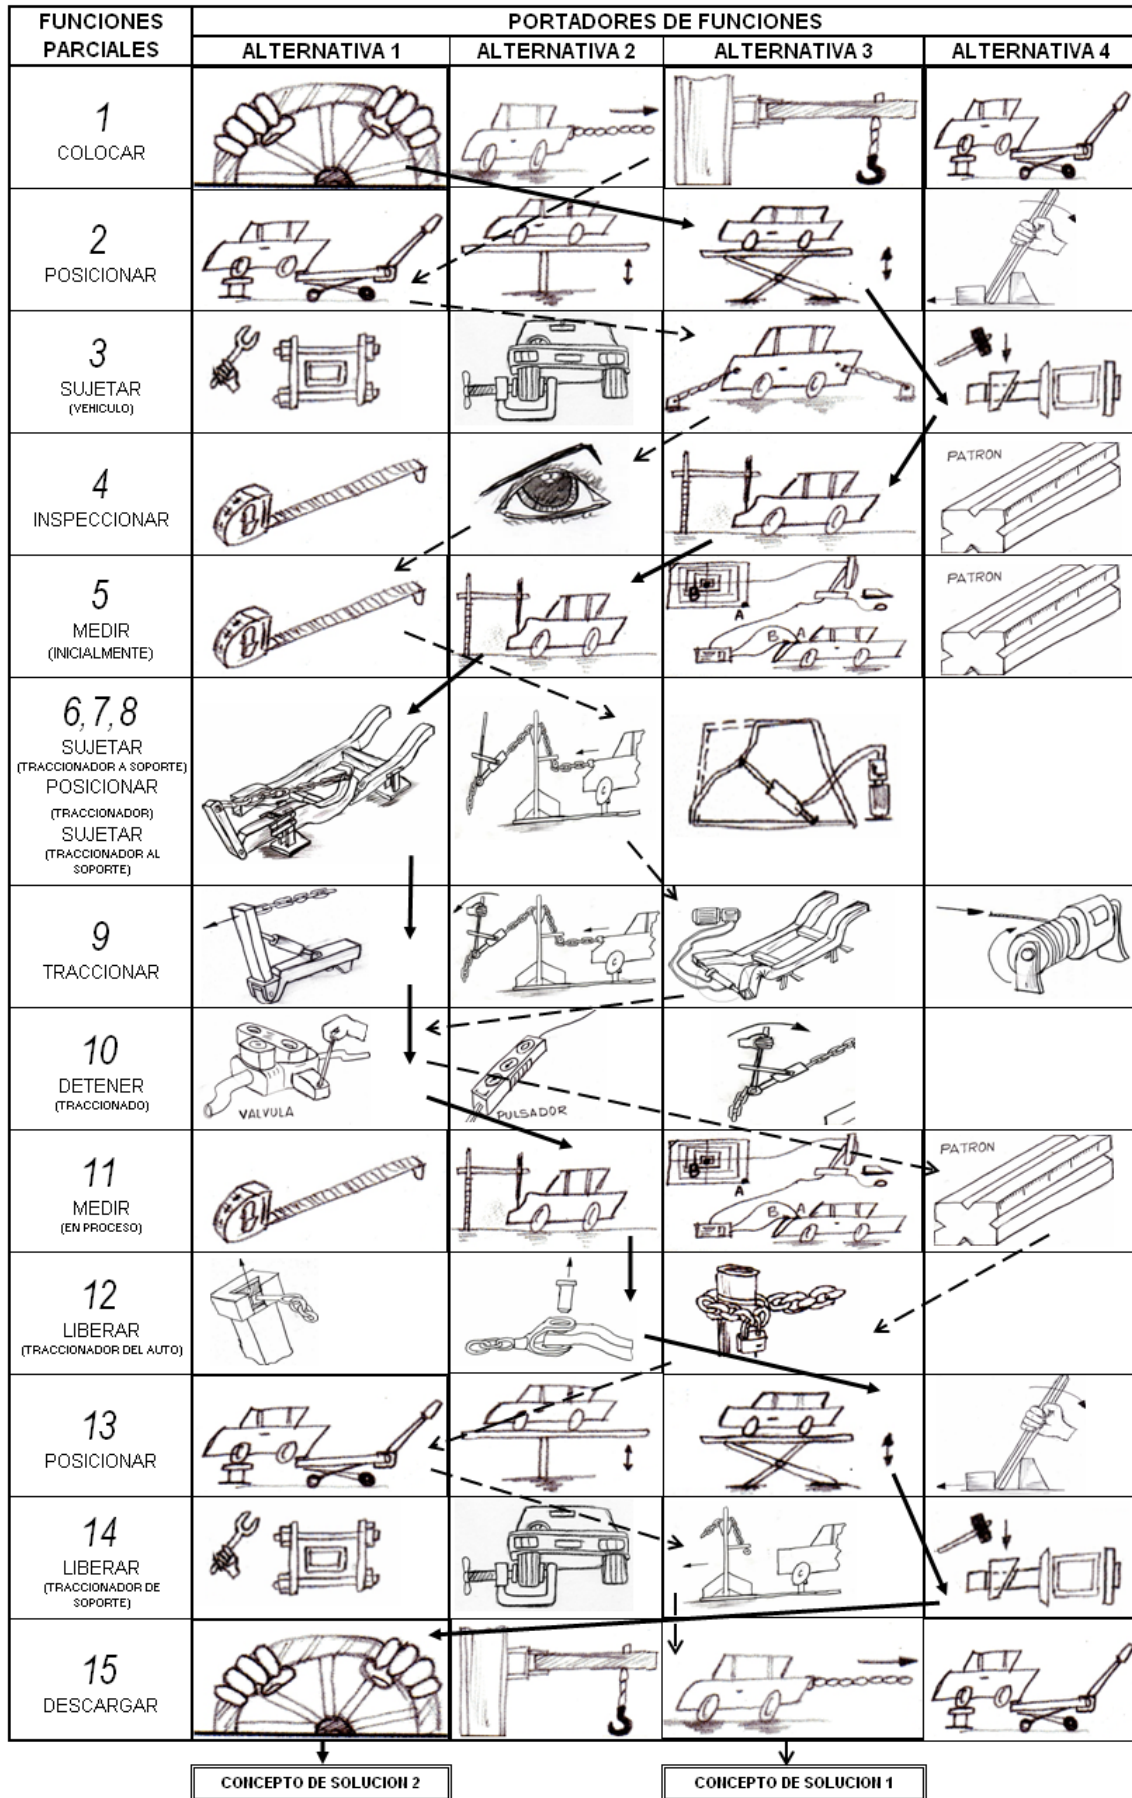 FUNCIONES
PARCIALES
PORTADORES DE FUNCIONES
ALTERNATIVA 1
ALTERNATIVA 2
ALTERNATIVA 3
ALTERNATIVA 4
1
COLOCAR
2
POSICIONAR
3
SUJETAR
(VEHICULO)
4
INSPECCIONAR
PATRON
5
MEDIR
(INICIALMENTE)
B
A
B
A
PATRON
6,7,8
SUJETAR
(TRACCIONADOR A SOPORTE)
POSICIONAR
(TRACCIONADOR)
SUJETAR
(TRACCIONADOR AL
SOPORTE)
9
TRACCIONAR
10
DETENER
(TRACCIONADO)
VALVULA
PULSADOR
11
MEDIR
(EN PROCESO)
B
A
B
A
PATRON
12
LIBERAR
(TRACCIONADOR DEL AUTO)
13
POSICIONAR
14
LIBERAR
(TRACCIONADOR DE
SOPORTE)
15
DESCARGAR
CONCEPTO DE SOLUCION 2
CONCEPTO DE SOLUCION 1